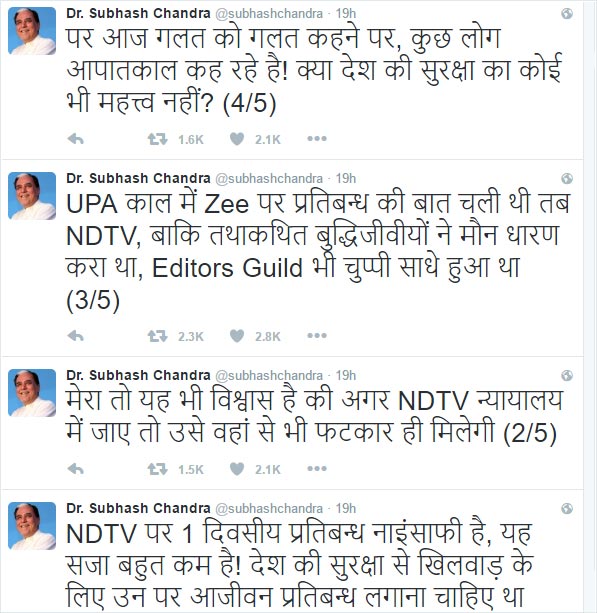 Dr. Subhash Chandra @subhashchandra · 19h
पर आज गलत को गलत कहने पर, कुछ लोग
आपातकाल कह रहे है! क्या देश की सुरक्षा का कोई
भी महत्त्व नहीं? (4/5)
1.6K 2.1K
Dr. Subhash Chandra @subhashchandra · 19h
UPA काल में Zee पर प्रतिबन्ध की बात चली थी तब
NDTV, बाकि तथाकथित बुद्धिजीवीयों ने मौन धारण
करा था, Editors Guild भी चुप्पी साधे हुआ था
(3/5)
2.3K 2.8K
Dr. Subhash Chandra @subhashchandra · 19h
मेरा तो यह भी विश्वास है की अगर NDTV न्यायालय
में जाए तो उसे वहां से भी फटकार ही मिलेगी (2/5)
1.5K 2.1K
Dr. Subhash Chandra @subhashchandra · 19h
NDTV पर 1 दिवसीय प्रतिबन्ध नाइंसाफी है, यह
सजा बहुत कम है! देश की सुरक्षा से खिलवाड़ के
लिए उन पर आजीवन प्रतिबन्ध लगाना चाहिए था